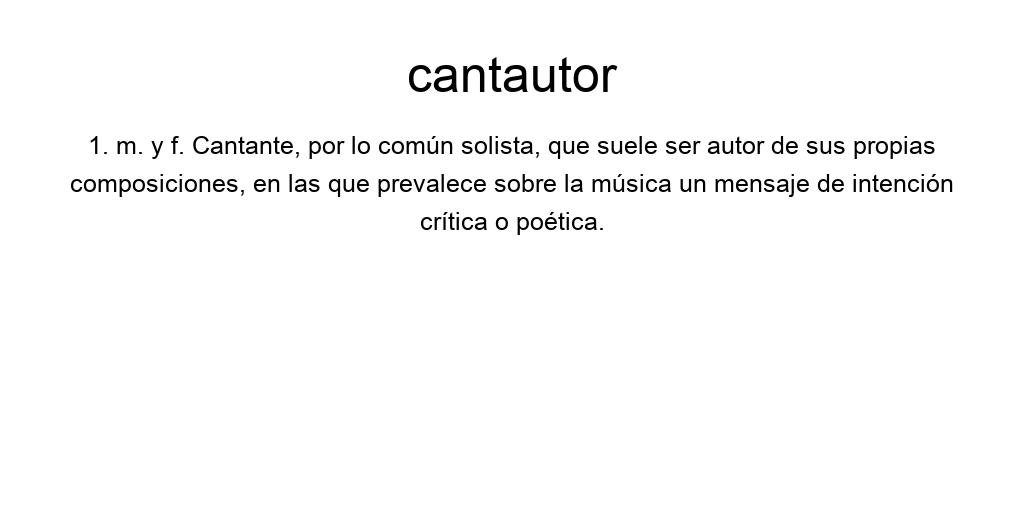 cantautor
1. m. y f. Cantante, por lo común solista, que suele ser autor de sus propias
composiciones, en las que prevalece sobre la música un mensaje de intención
crítica o poética.